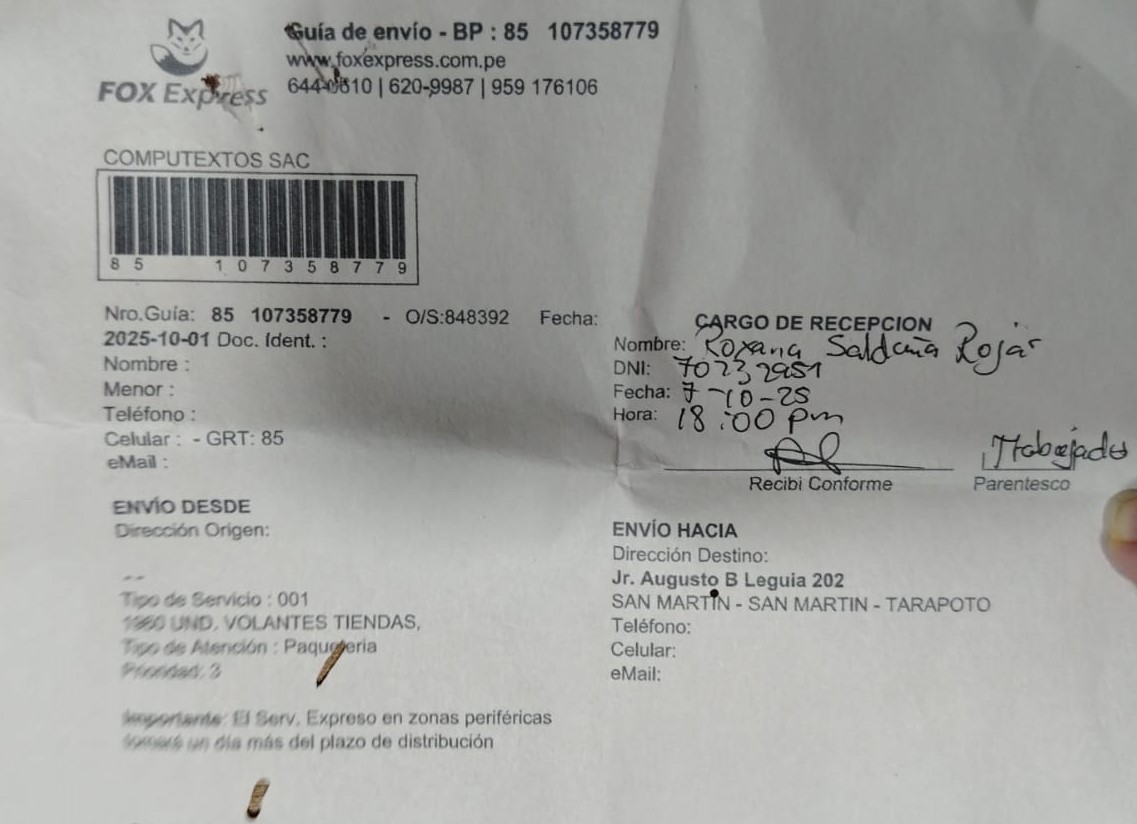 Guía de envío - BP : 85 107358779
www.foxexpress.com.pe
644-0610 | 620-9987 | 959 176106
FOX Express
COMPUTEXTOS SAC
85 107358779
Nro.Guía: 85 107358779 - O/S:848392 Fecha:
2025-10-01 Doc. Ident. :
Nombre :
Menor :
Teléfono :
Celular : - GRT: 85
eMail :
CARGO DE RECEPCION
Nombre: Roxana Saldaña Rojas
DNI: 70232951
Fecha: 7-10-25
Hora: 18:00 pm
Trabajado
Recibi Conforme
Parentesco
ENVÍO DESDE
Dirección Origen:
--
Tipo de Servicio : 001
UND. VOLANTES TIENDAS,
Tipo de Atención : Paquetería
Prioridad: 3
Importante: El Serv. Expreso en zonas periféricas
tomará un día más del plazo de distribución
ENVÍO HACIA
Dirección Destino:
Jr. Augusto B Leguia 202
SAN MARTIN - SAN MARTIN - TARAPOTO
Teléfono:
Celular:
eMail: